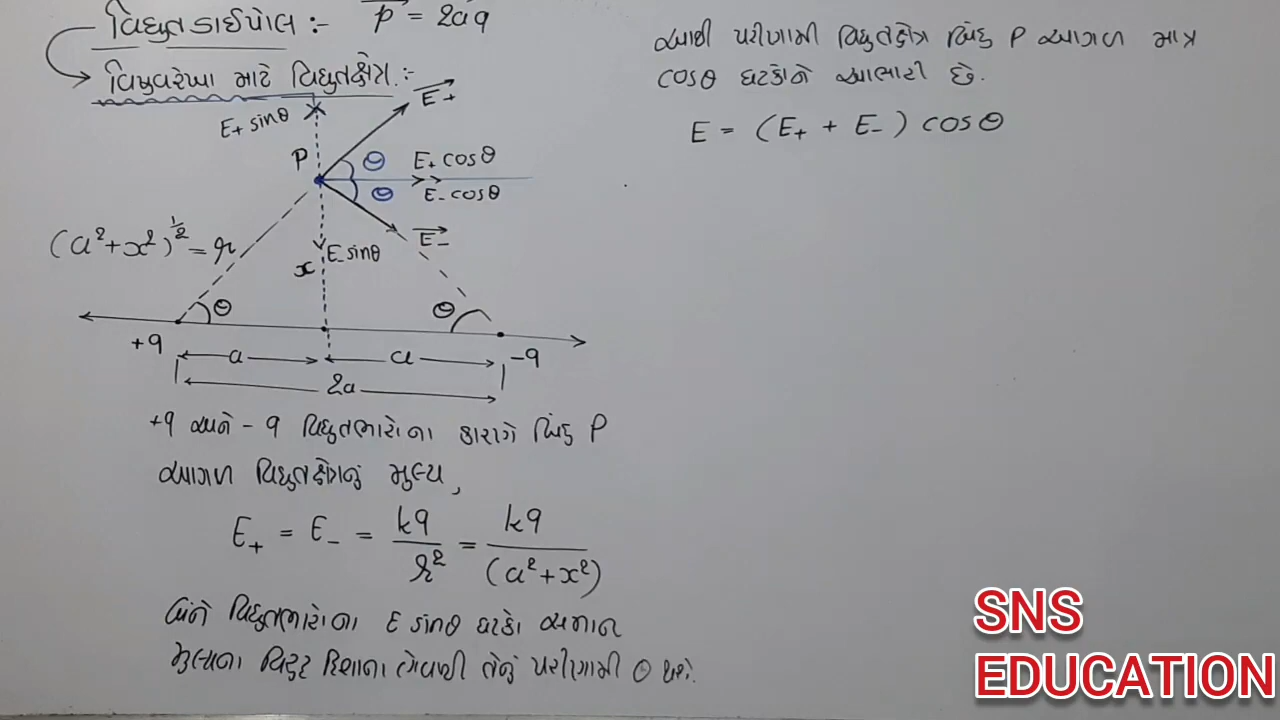 વિદ્યુત ડાઈપોલ :- p⃗ = 2aq
વિષુવરેખા માટે વિદ્યુતક્ષેત્ર :-
E⃗₊
E₊ sinθ
P
θ
E₊ cosθ
θ
E₋ cosθ
(a² + x²)^½ = r
E⃗₋
x
E₋ sinθ
θ
θ
+q
-q
a
a
2a
+q અને - q વિદ્યુતભારોના કારણે બિંદુ P
આગળ વિદ્યુતક્ષેત્રનું મુલ્ય,
E₊ = E₋ = kq / r² = kq / (a² + x²)
બંને વિદ્યુતભારોના E sinθ ઘટકો સમાન
મુલ્યના વિરુદ્ધ દિશાના હોવાથી તેનું પરીણામી 0 થશે.
આથી પરીણામી વિદ્યુતક્ષેત્ર બિંદુ P આગળ માત્ર
cosθ ઘટકોને આભારી છે.
E = (E₊ + E₋) cosθ
SNS
EDUCATION